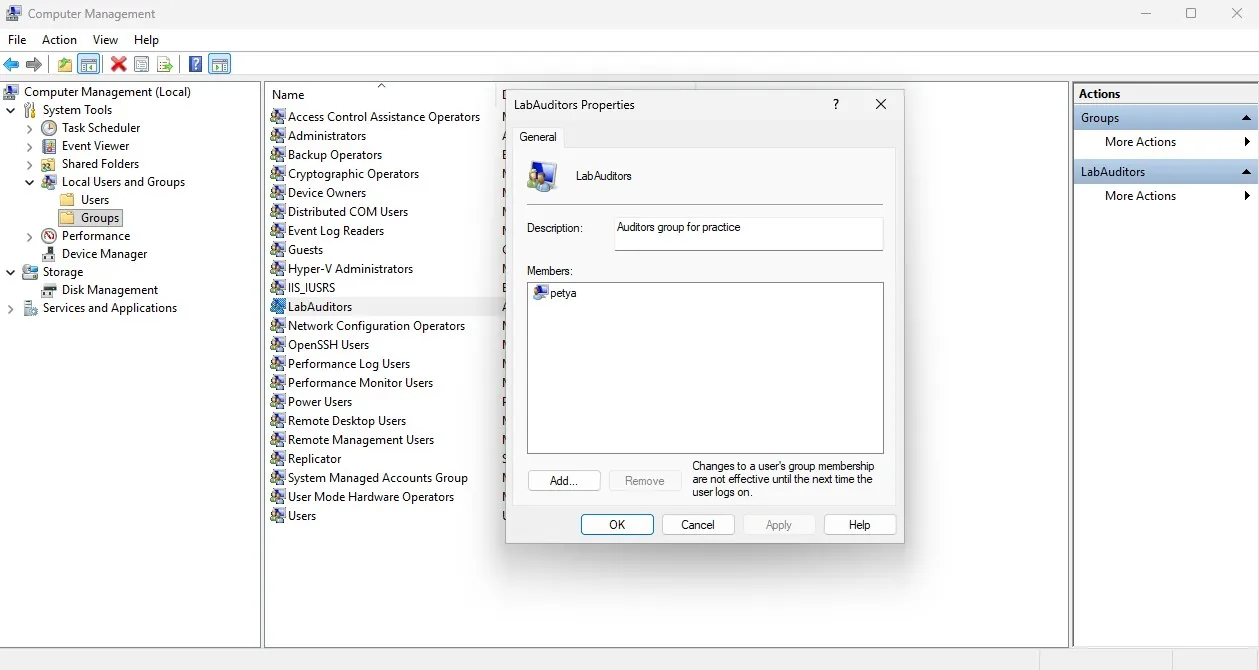 Computer Management
File Action View Help
Computer Management (Local)
System Tools
Task Scheduler
Event Viewer
Shared Folders
Local Users and Groups
Users
Groups
Performance
Device Manager
Storage
Disk Management
Services and Applications
Name
Access Control Assistance Operators
Administrators
Backup Operators
Cryptographic Operators
Device Owners
Distributed COM Users
Event Log Readers
Guests
Hyper-V Administrators
IIS_IUSRS
LabAuditors
Network Configuration Operators
OpenSSH Users
Performance Log Users
Performance Monitor Users
Power Users
Remote Desktop Users
Remote Management Users
Replicator
System Managed Accounts Group
User Mode Hardware Operators
Users
LabAuditors Properties
?
General
LabAuditors
Description:
Auditors group for practice
Members:
petya
Add...
Remove
Changes to a user's group membership
are not effective until the next time the
user logs on.
OK
Cancel
Apply
Help
Actions
Groups
More Actions
LabAuditors
More Actions